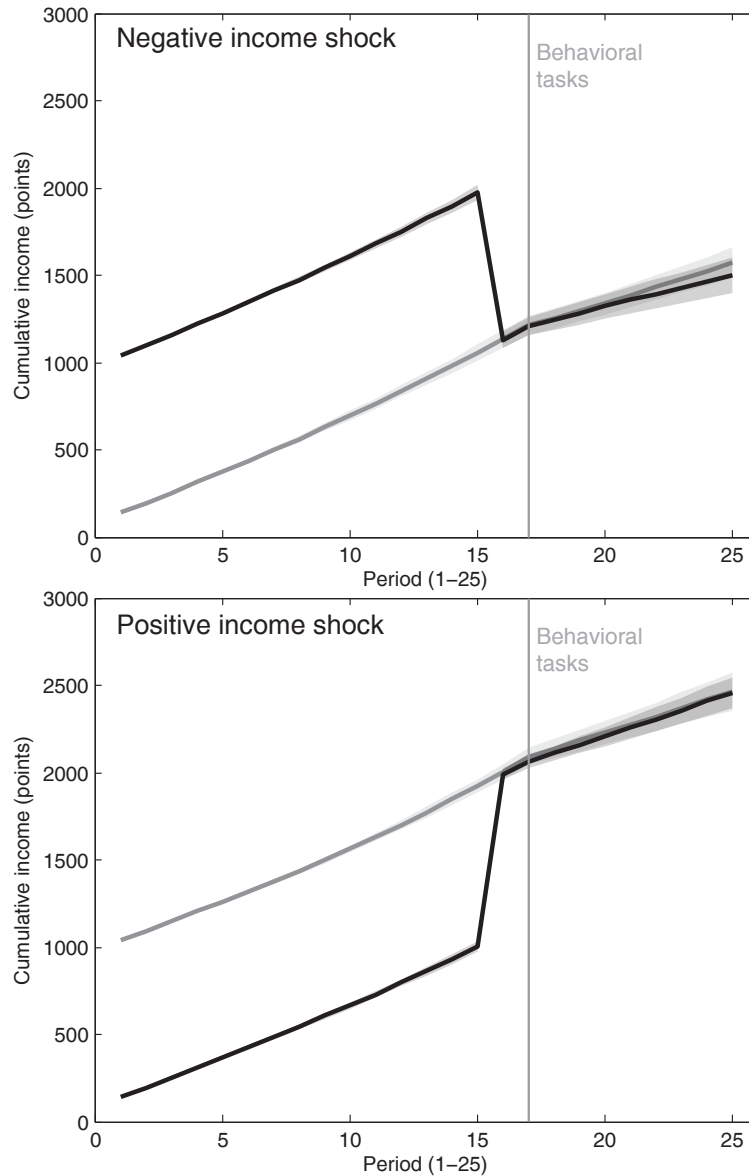 3000
Negative income shock
Behavioral
tasks
2500
2000
1500
1000
500
0
Cumulative income (points)
0 5 10 15 20 25
Period (1–25)
3000
Positive income shock
Behavioral
tasks
2500
2000
1500
1000
500
0
Cumulative income (points)
0 5 10 15 20 25
Period (1–25)